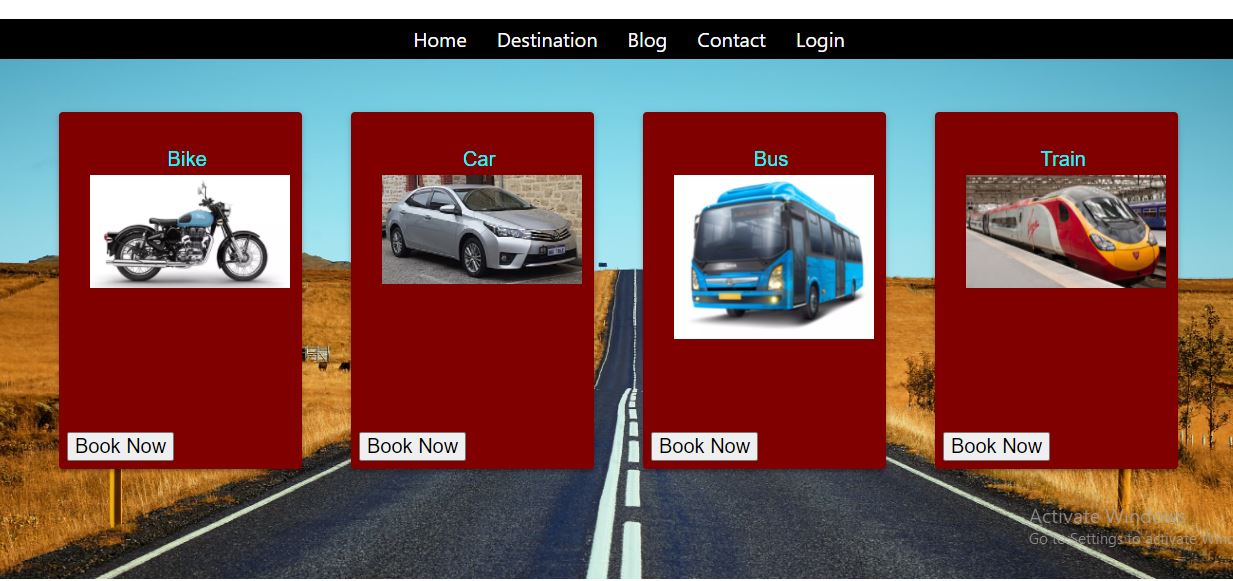 Home Destination Blog Contact Login
Bike Car Bus Train
Virgin
Book Now Book Now Book Now Book Now
Activate Windows
Go to Settings to activate Wind